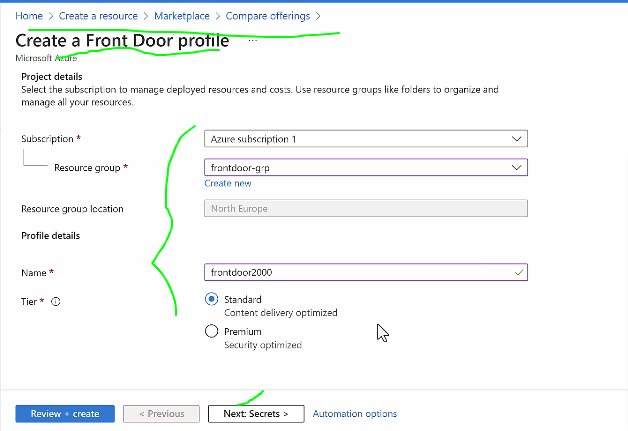 Home > Create a resource > Marketplace > Compare offerings >
Create a Front Door profile ...
Microsoft Azure
Project details
Select the subscription to manage deployed resources and costs. Use resource groups like folders to organize and
manage all your resources.
Subscription *
Azure subscription 1
Resource group *
frontdoor-grp
Create new
Resource group location
North Europe
Profile details
Name *
frontdoor2000
Tier *
Standard
Content delivery optimized
Premium
Security optimized
Review + create
< Previous
Next: Secrets >
Automation options